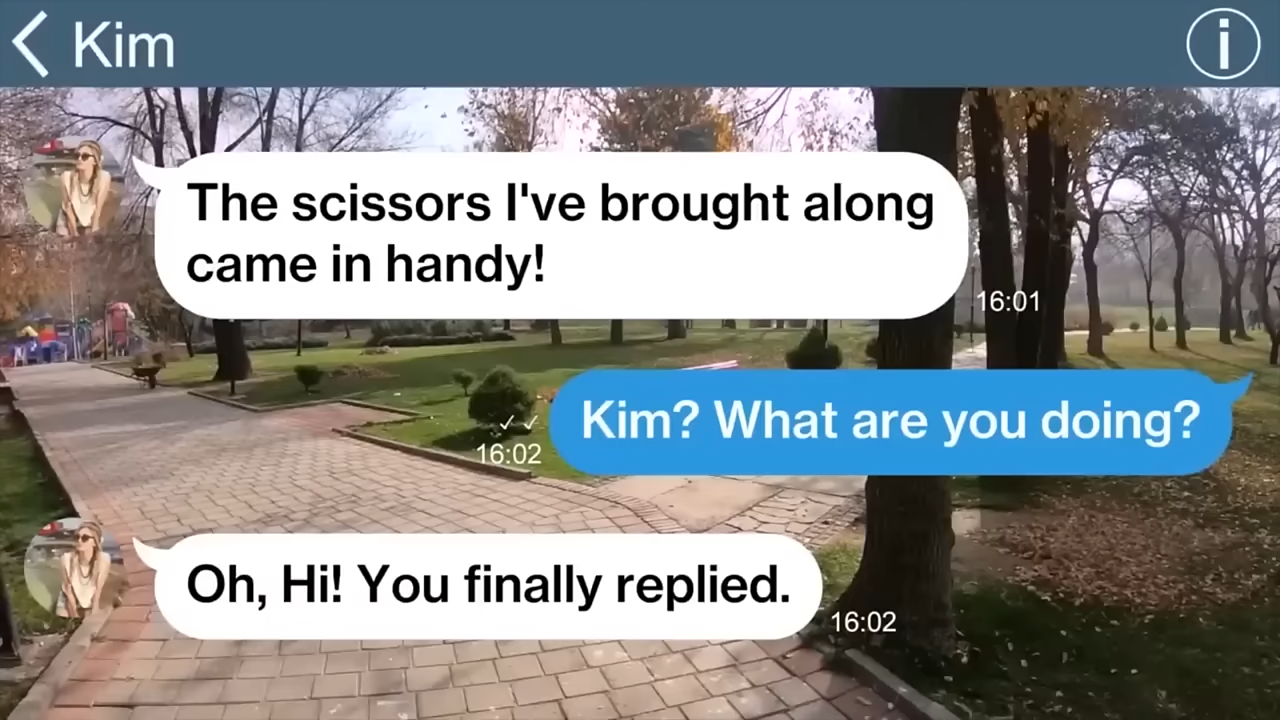 Kim
The scissors I've brought along
came in handy!
16:01
Kim? What are you doing?
16:02
Oh, Hi! You finally replied.
16:02